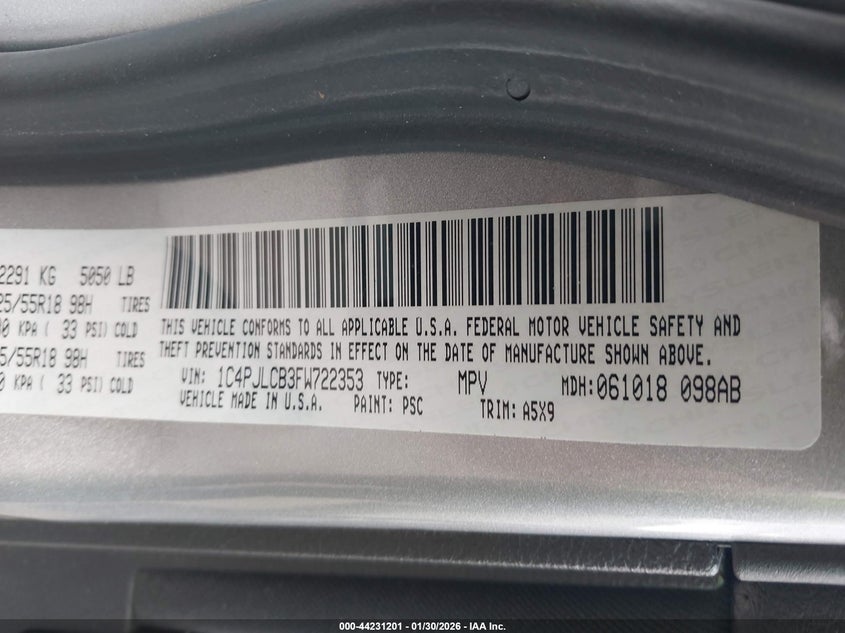 2291 KG 5050 LB
25/55R18 98H TIRES
30 KPA ( 33 PSI) COLD
5/55R18 98H TIRES
0 KPA ( 33 PSI) COLD
THIS VEHICLE CONFORMS TO ALL APPLICABLE U.S.A. FEDERAL MOTOR VEHICLE SAFETY AND
THEFT PREVENTION STANDARDS IN EFFECT ON THE DATE OF MANUFACTURE SHOWN ABOVE.
VIN: 1C4PJLCB3FW722353 TYPE: MPV MDH:061018 098AB
VEHICLE MADE IN U.S.A. PAINT: PSC TRIM: A5X9
000-44231201 - 01/30/2026 - IAA Inc.